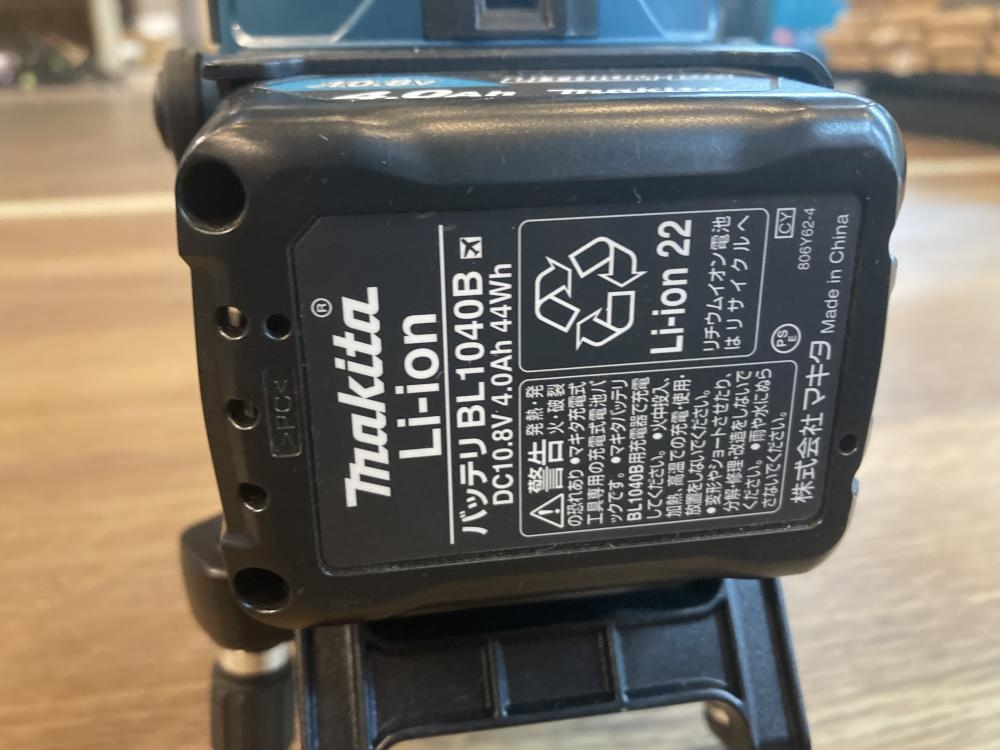 10.8V
4.0Ah
makita
>PC<
makita®
Li-ion
バッテリ BL1040B
DC10.8V 4.0Ah 44Wh
警告 発熱・発火・破裂
の恐れあり ●マキタ充電式
工具専用の充電式電池パ
ックです。●マキタバッテリ
BL1040B用充電器で充電
してください。●火中投入、
加熱、高温での充電・使用・
放置をしないでください。
●変形やショートさせたり、
分解・修理・改造をしないで
ください。●雨や水にぬら
さないでください。
Li-ion 22
リチウムイオン電池
はリサイクルへ
CY
806Y62-4
PS
E
株式会社マキタ Made in China